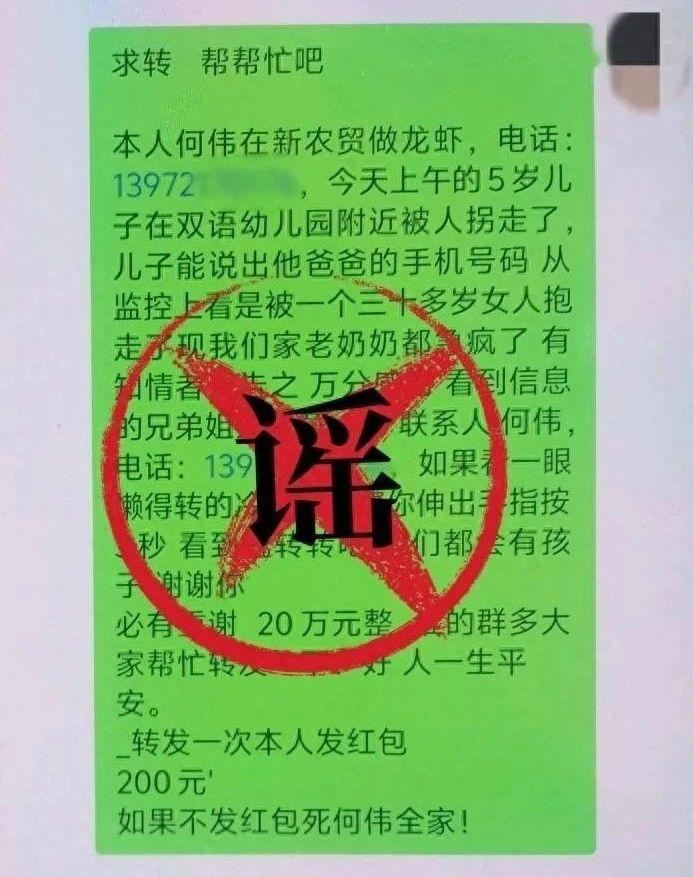 求转 帮帮忙吧
本人何伟在新农贸做龙虾，电话：
13972 ，今天上午的5岁儿
子在双语幼儿园附近被人拐走了，
儿子能说出他爸爸的手机号码 从
监控上看是被一个三十多岁女人抱
走了现我们家老奶奶都急疯了 有
知情者 告之 万分感 看到信息
的兄弟姐 联系人 何伟，
电话：139 ，如果看一眼
懒得转的冷 你伸出手指按
秒 看到 转转吧 们都会有孩
子 谢谢你
必有重谢 20万元整 的群多大
家帮忙转发 好 人一生平
安。
_转发一次本人发红包
200元'
如果不发红包死何伟全家！
谣